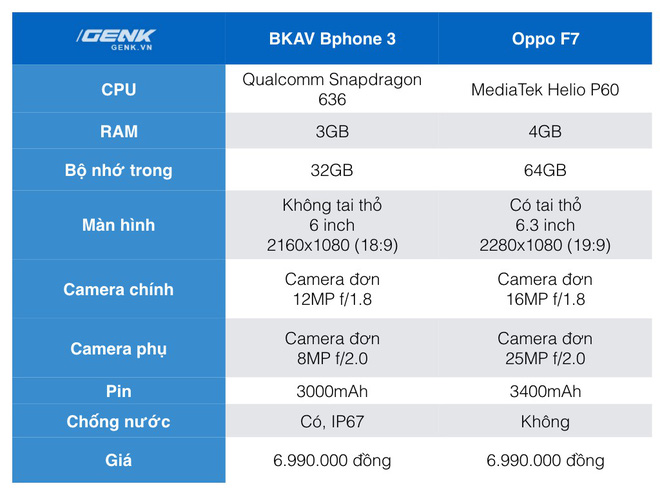 GENK
GENK.VN
BKAV Bphone 3
Oppo F7
CPU
Qualcomm Snapdragon
636
MediaTek Helio P60
RAM
3GB
4GB
Bộ nhớ trong
32GB
64GB
Màn hình
Không tai thỏ
6 inch
2160x1080 (18:9)
Có tai thỏ
6.3 inch
2280x1080 (19:9)
Camera chính
Camera đơn
12MP f/1.8
Camera đơn
16MP f/1.8
Camera phụ
Camera đơn
8MP f/2.0
Camera đơn
25MP f/2.0
Pin
3000mAh
3400mAh
Chống nước
Có, IP67
Không
Giá
6.990.000 đồng
6.990.000 đồng